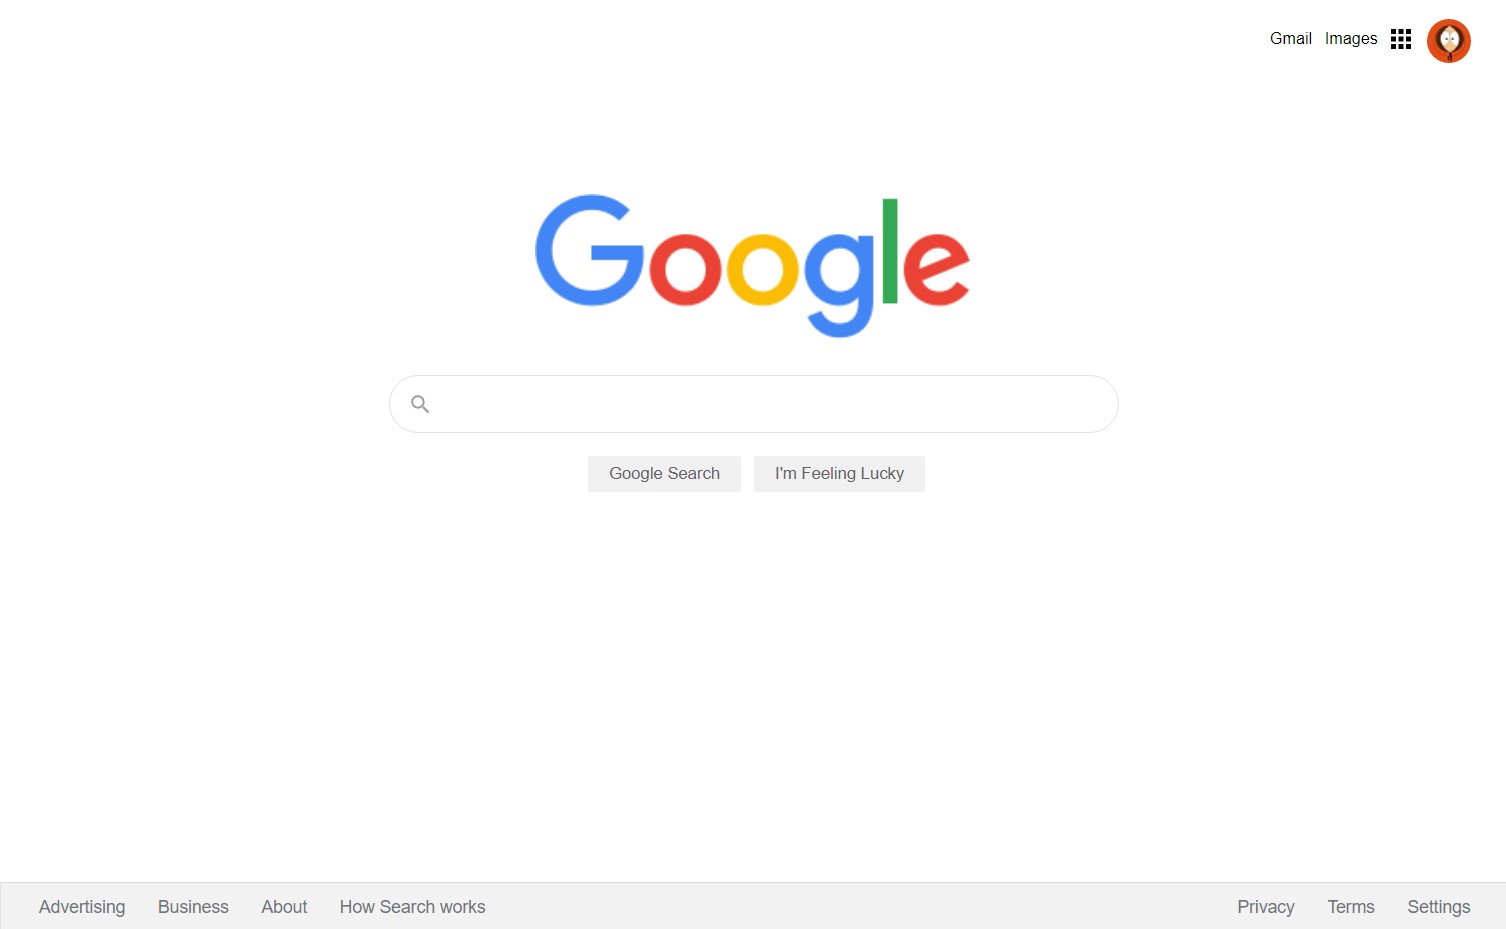 Gmail Images
Google
Google Search I'm Feeling Lucky
Advertising Business About How Search works Privacy Terms Settings